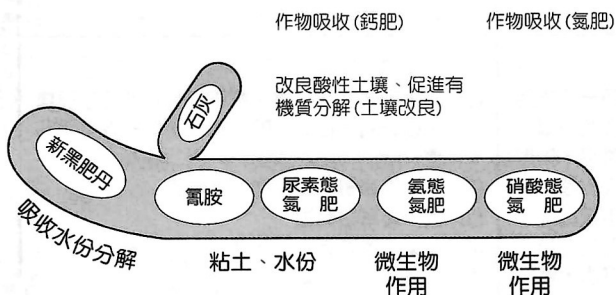 作物吸收(鈣肥)
作物吸收(氮肥)
改良酸性土壤、促進有
機質分解(土壤改良)
石灰
新黑肥丹
氰胺
尿素態
氮 肥
氨態
氮肥
硝酸態
氮 肥
吸收水份分解
粘土、水份
微生物
作用
微生物
作用